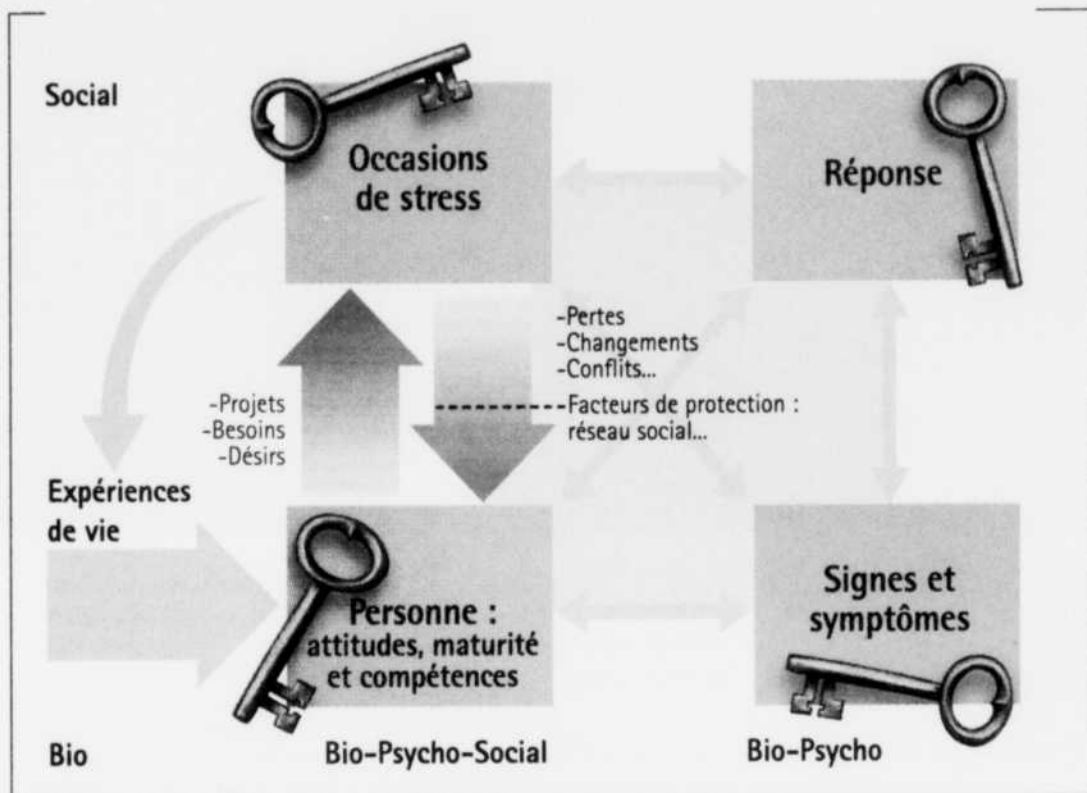 Social
Occasions
de stress
Réponse
-Pertes
-Changements
-Conflits...
-Facteurs de protection :
réseau social...
-Projets
-Besoins
-Désirs
Expériences
de vie
Personne :
attitudes, maturité
et compétences
Signes et
symptômes
Bio
Bio-Psycho-Social
Bio-Psycho